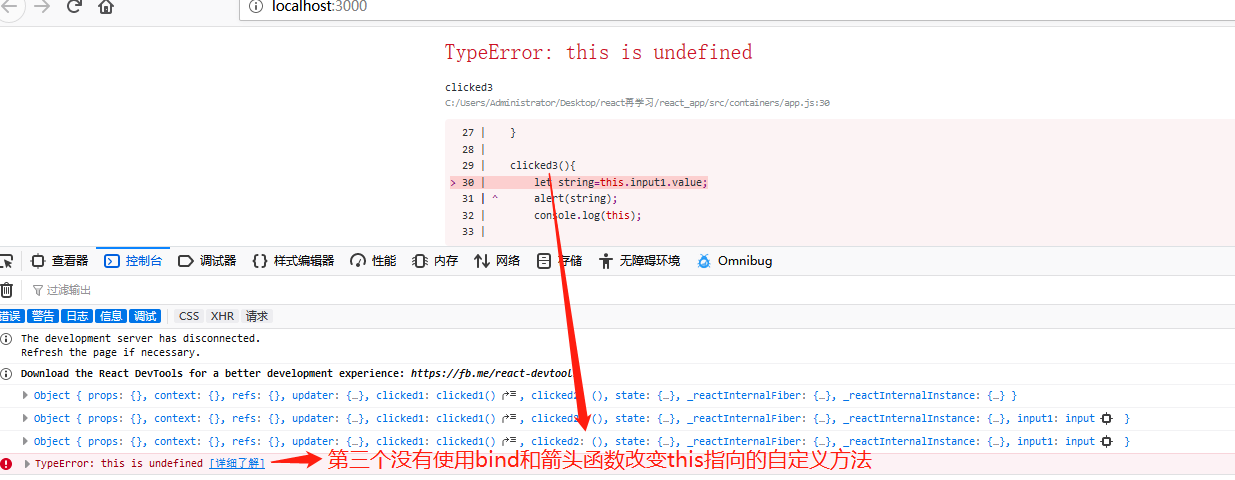 localhost:3000
TypeError: this is undefined
clicked3
C:/Users/Administrator/Desktop/react再学习/react_app/src/containers/app.js:30
27 | }
28 |
29 | clicked3(){
> 30 | let string=this.input1.value;
31 | ^ alert(string);
32 | console.log(this);
33 |
查看器 控制台 调试器 样式编辑器 性能 内存 网络 存储 无障碍环境 Omnibug
过滤输出
错误 警告 日志 信息 调试 CSS XHR 请求
The development server has disconnected.
Refresh the page if necessary.
Download the React DevTools for a better development experience: https://fb.me/react-devtool
Object { props: {}, context: {}, refs: {}, updater: {…}, clicked1: clicked1(), clicked2: (), state: {…}, _reactInternalFiber: {…}, _reactInternalInstance: {…} }
Object { props: {}, context: {}, refs: {}, updater: {…}, clicked1: clicked1(), clicked2: (), state: {…}, _reactInternalFiber: {…}, _reactInternalInstance: {…}, input1: input }
Object { props: {}, context: {}, refs: {}, updater: {…}, clicked1: clicked1(), clicked2: (), state: {…}, _reactInternalFiber: {…}, _reactInternalInstance: {…}, input1: input }
TypeError: this is undefined [详细了解] 第三个没有使用bind和箭头函数改变this指向的自定义方法